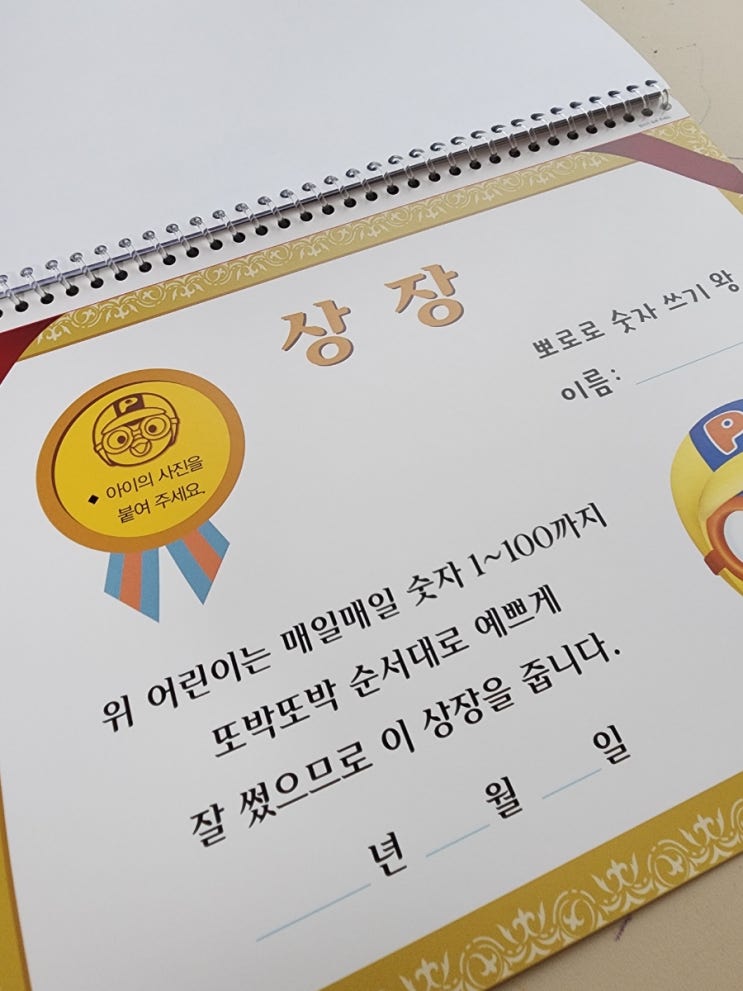 상장
뽀로로 숫자 쓰기 왕
이름:
P
◆ 아이의 사진을
붙여 주세요.
P
위 어린이는 매일매일 숫자 1~100까지
또박또박 순서대로 예쁘게
잘 썼으므로 이 상장을 줍니다.
년 월 일